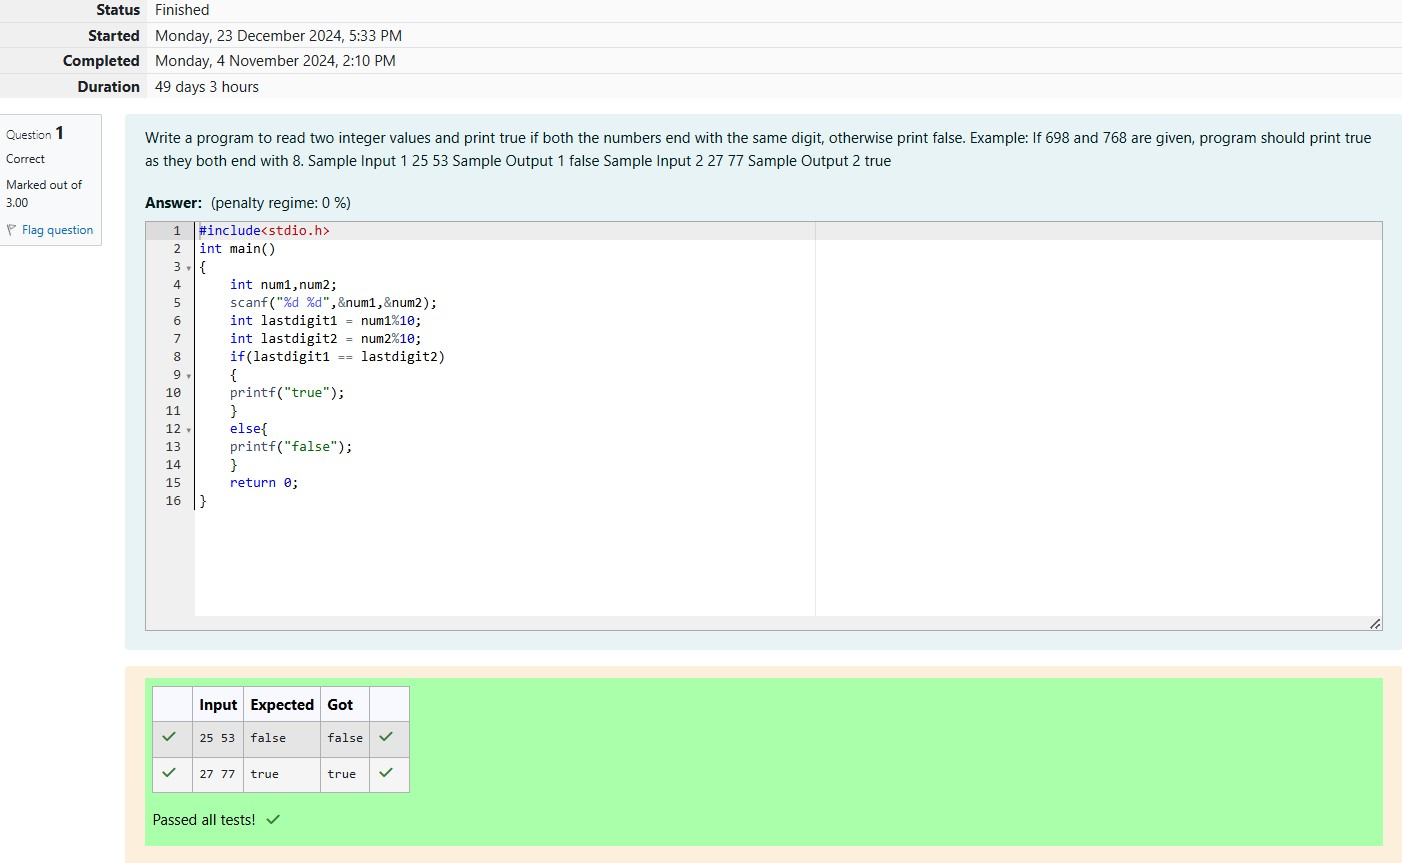 Status Finished
Started Monday, 23 December 2024, 5:33 PM
Completed Monday, 4 November 2024, 2:10 PM
Duration 49 days 3 hours
Question 1
Correct
Marked out of
3.00
Flag question
Write a program to read two integer values and print true if both the numbers end with the same digit, otherwise print false. Example: If 698 and 768 are given, program should print true
as they both end with 8. Sample Input 1 25 53 Sample Output 1 false Sample Input 2 27 77 Sample Output 2 true
Answer: (penalty regime: 0 %)
1 #include<stdio.h>
2 int main()
3 {
4 int num1,num2;
5 scanf("%d %d",&num1,&num2);
6 int lastdigit1 = num1%10;
7 int lastdigit2 = num2%10;
8 if(lastdigit1 == lastdigit2)
9 {
10 printf("true");
11 }
12 else{
13 printf("false");
14 }
15 return 0;
16 }
Input Expected Got
25 53 false false
27 77 true true
Passed all tests!